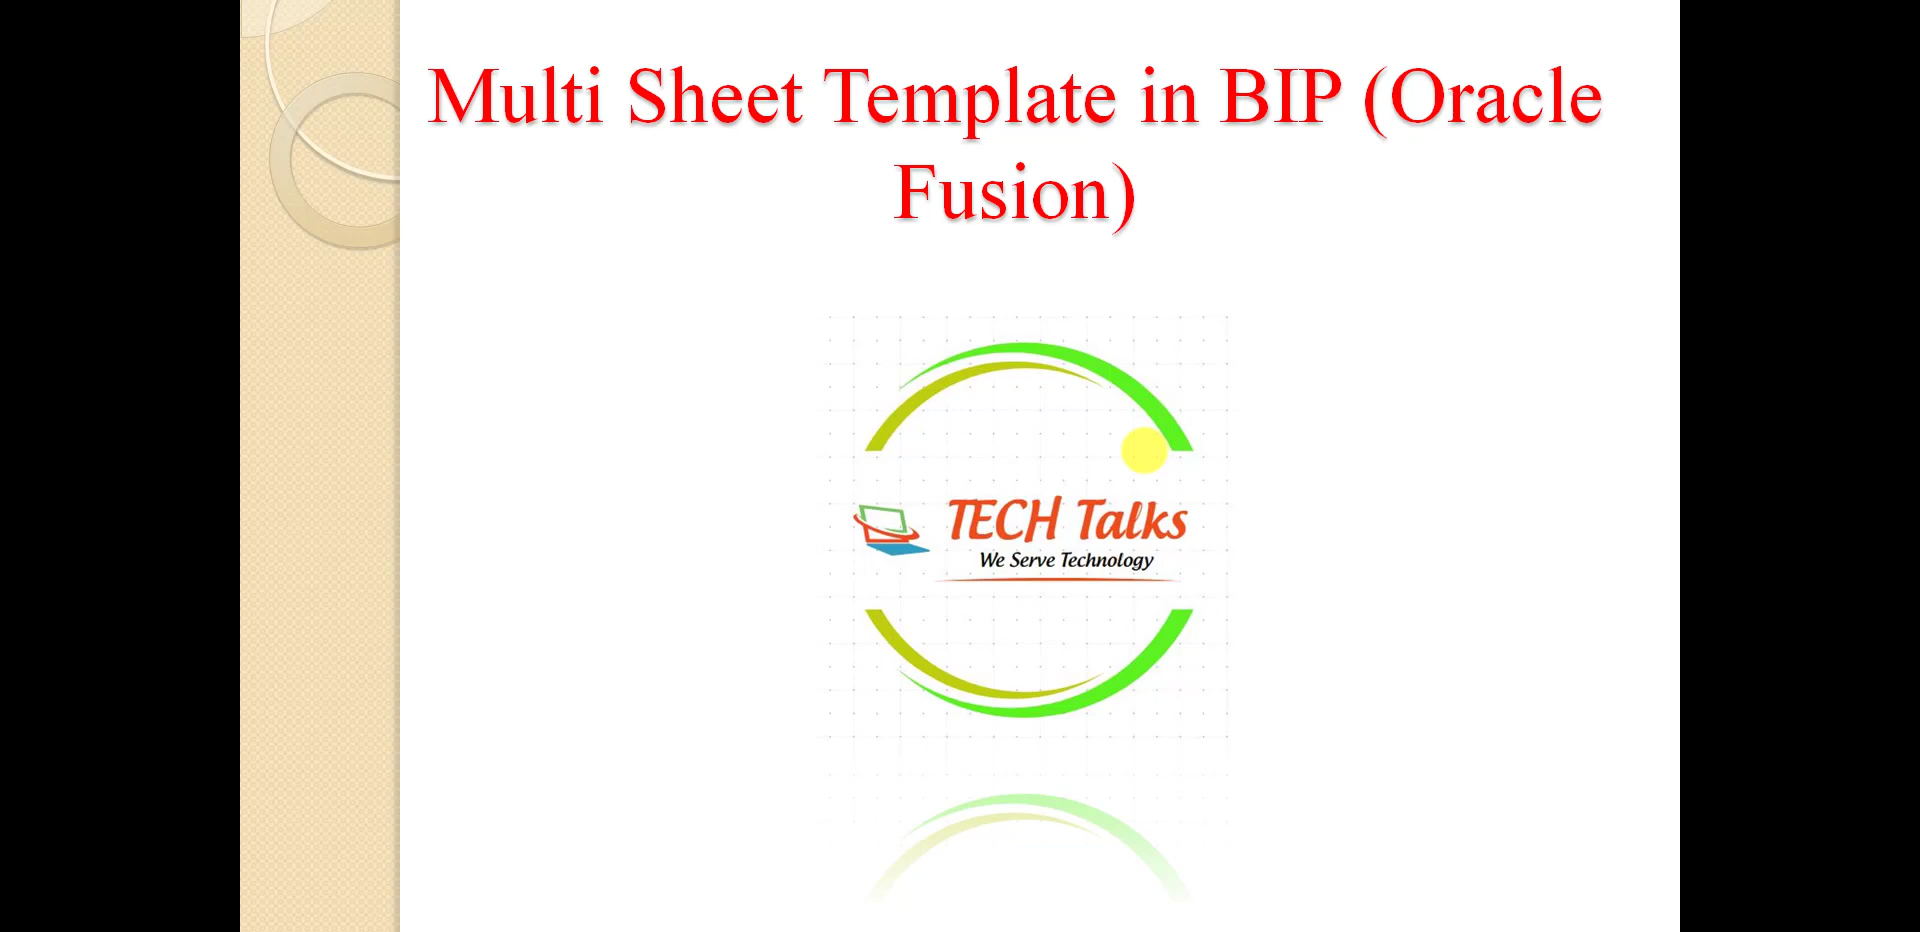 Multi Sheet Template in BIP (Oracle
Fusion)
TECH Talks
We Serve Technology